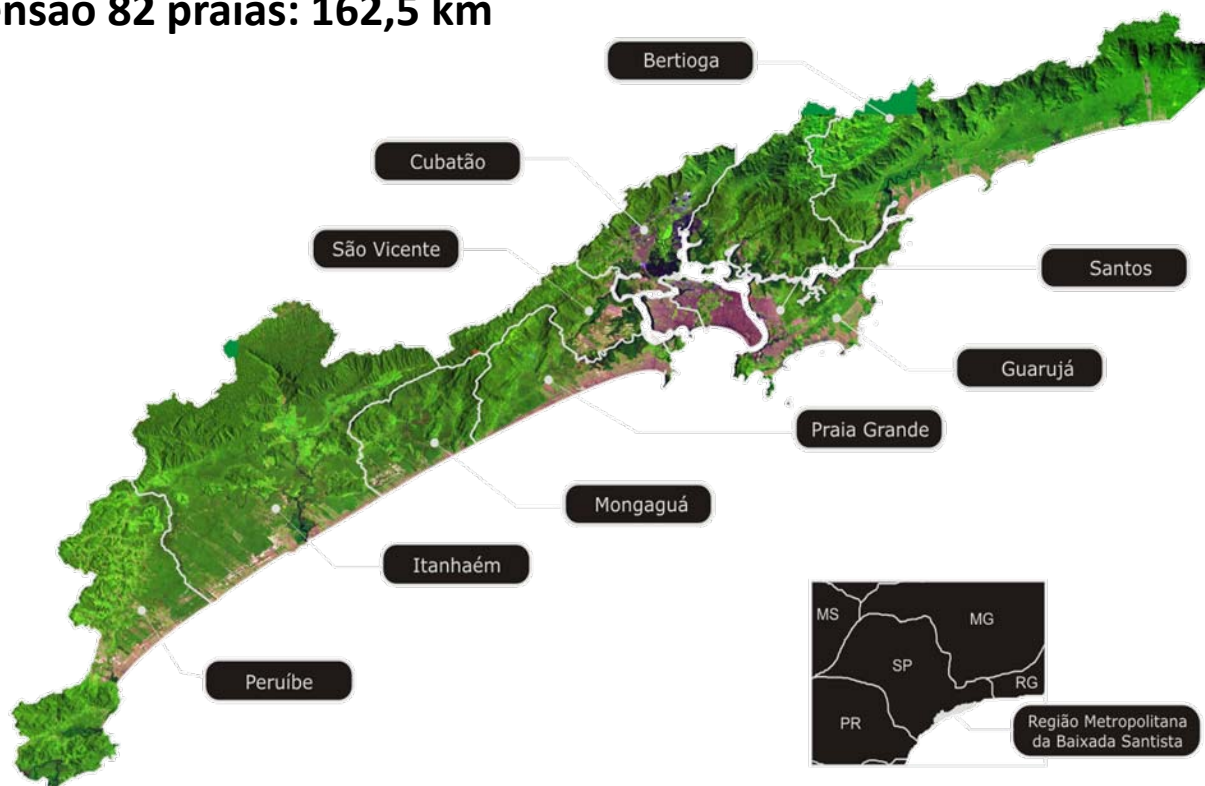 82 praias: 162,5 km
Bertioga
Cubatão
São Vicente
Santos
Guarujá
Praia Grande
Mongaguá
Itanhaém
Peruíbe
MS
MG
SP
RG
PR
Região Metropolitana
da Baixada Santista